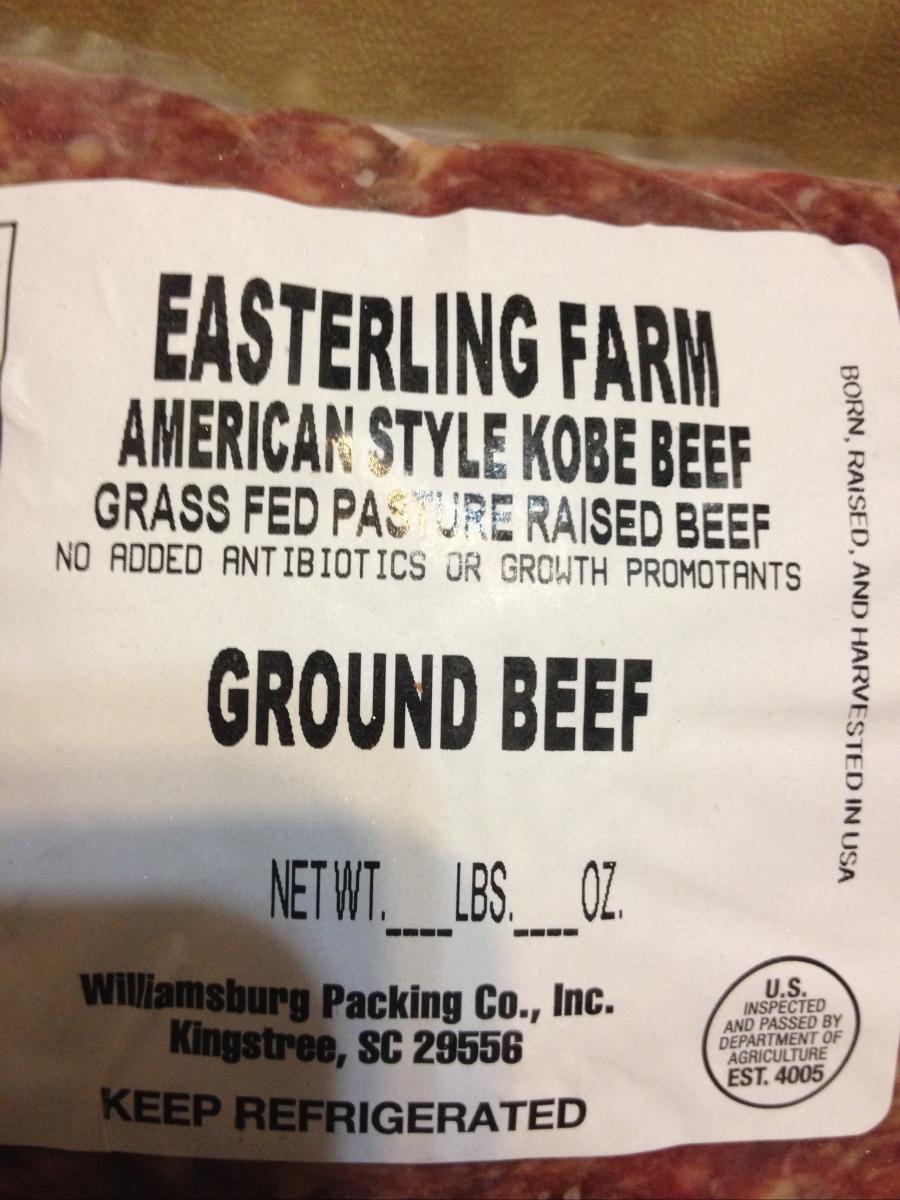 EASTERLING FARM
AMERICAN STYLE KOBE BEEF
GRASS FED PASTURE RAISED BEEF
NO ADDED ANTIBIOTICS OR GROWTH PROMOTANTS
GROUND BEEF
NET WT.____LBS.____OZ.
Williamsburg Packing Co., Inc.
Kingstree, SC 29556
KEEP REFRIGERATED
BORN, RAISED, AND HARVESTED IN USA
U.S.
INSPECTED
AND PASSED BY
DEPARTMENT OF
AGRICULTURE
EST. 4005